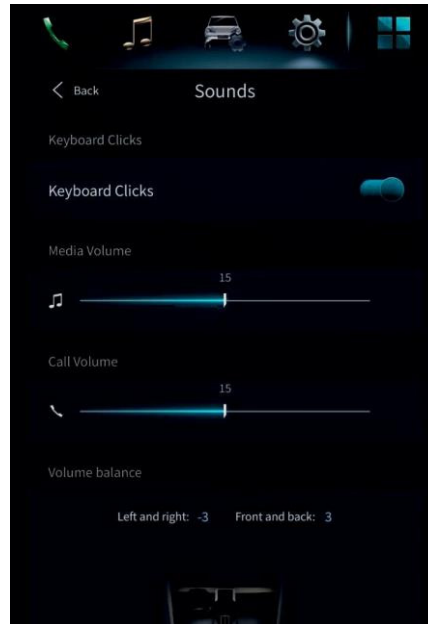 Back
Sounds
Keyboard Clicks
Keyboard Clicks
Media Volume
15
Call Volume
15
Volume balance
Left and right: -3 Front and back: 3